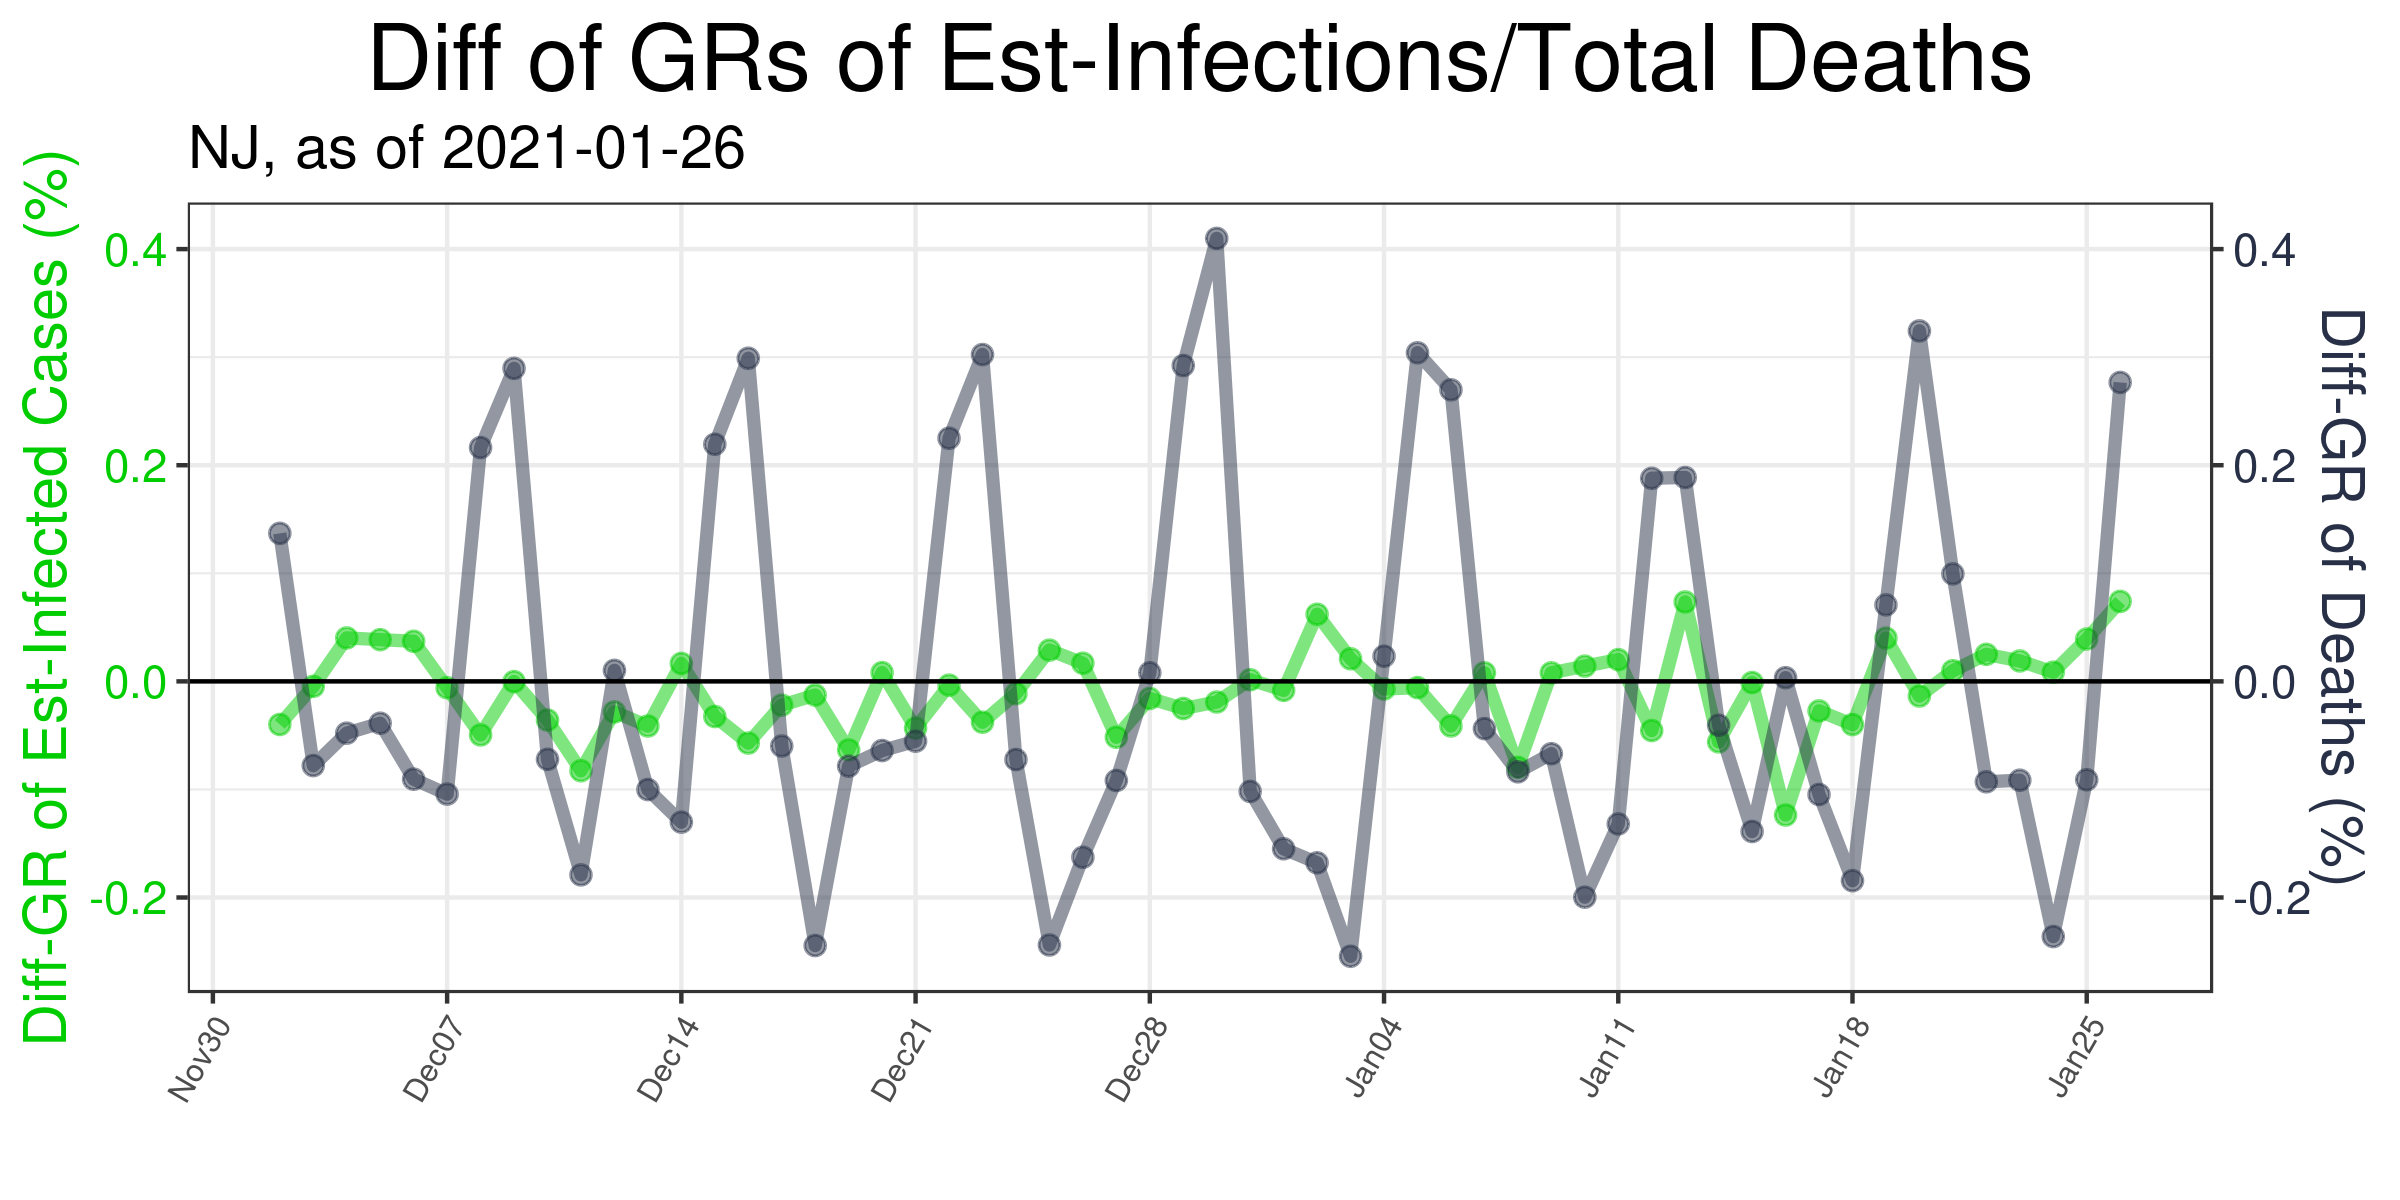 Diff of GRs of Est-Infections/Total Deaths
NJ, as of 2021-01-26
Diff-GR of Est-Infected Cases (%)
0.4
0.2
0.0
-0.2
0.4
0.2
0.0
-0.2
Diff-GR of Deaths (%)
Nov30
Dec07
Dec14
Dec21
Dec28
Jan04
Jan11
Jan18
Jan25